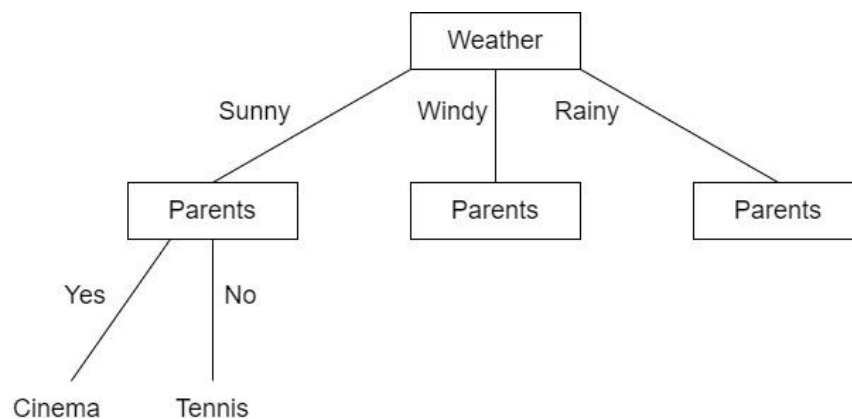 Weather
Sunny
Windy
Rainy
Parents
Parents
Parents
Yes
No
Cinema
Tennis